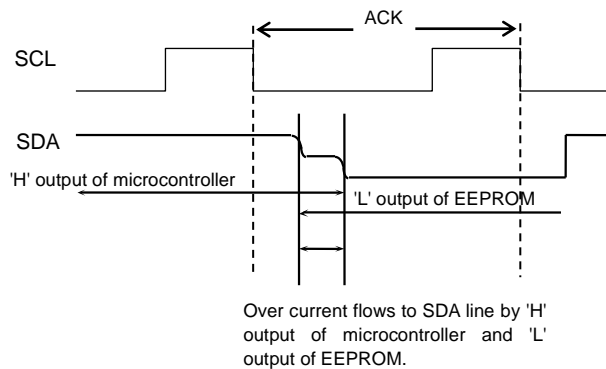 ACK
SCL
SDA
'H' output of microcontroller
'L' output of EEPROM
Over current flows to SDA line by 'H'
output of microcontroller and 'L'
output of EEPROM.